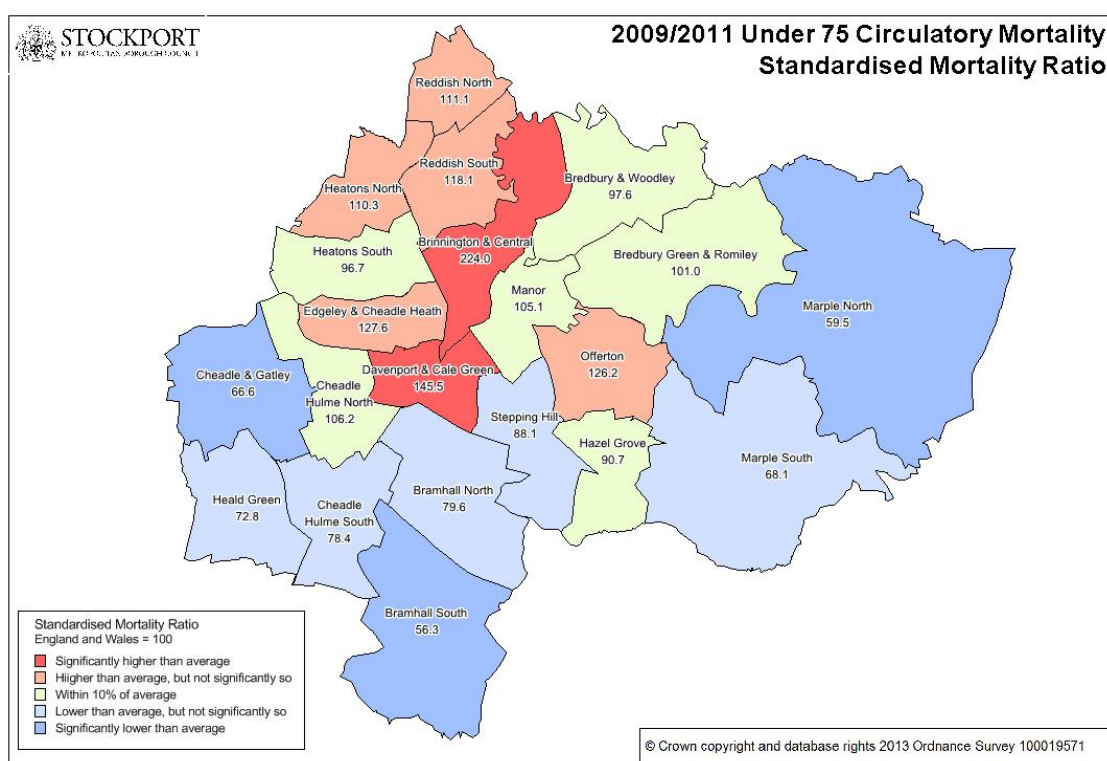 STOCKPORT
METROPOLITAN BOROUGH COUNCIL
2009/2011 Under 75 Circulatory Mortality
Standardised Mortality Ratio
Reddish North
111.1
Reddish South
118.1
Heatons North
110.3
Bredbury & Woodley
97.6
Brinnington & Central
224.0
Heatons South
96.7
Bredbury Green & Romiley
101.0
Manor
105.1
Marple North
59.5
Edgeley & Cheadle Heath
127.6
Offerton
126.2
Davenport & Cale Green
145.5
Cheadle & Gatley
66.6
Cheadle
Hulme North
106.2
Stepping Hill
88.1
Hazel Grove
90.7
Marple South
68.1
Heald Green
72.8
Cheadle
Hulme South
78.4
Bramhall North
79.6
Bramhall South
56.3
Standardised Mortality Ratio
England and Wales = 100
Significantly higher than average
Hiigher than average, but not significantly so
Within 10% of average
Lower than average, but not significantly so
Significantly lower than average
© Crown copyright and database rights 2013 Ordnance Survey 100019571